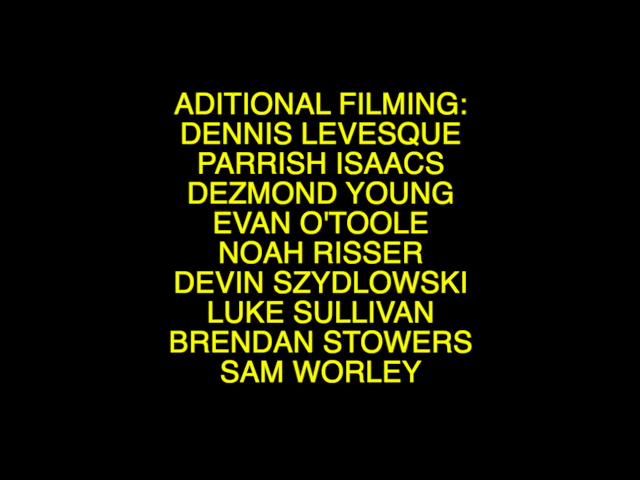 ADITIONAL FILMING:
DENNIS LEVESQUE
PARRISH ISAACS
DEZMOND YOUNG
EVAN O'TOOLE
NOAH RISSER
DEVIN SZYDLOWSKI
LUKE SULLIVAN
BRENDAN STOWERS
SAM WORLEY